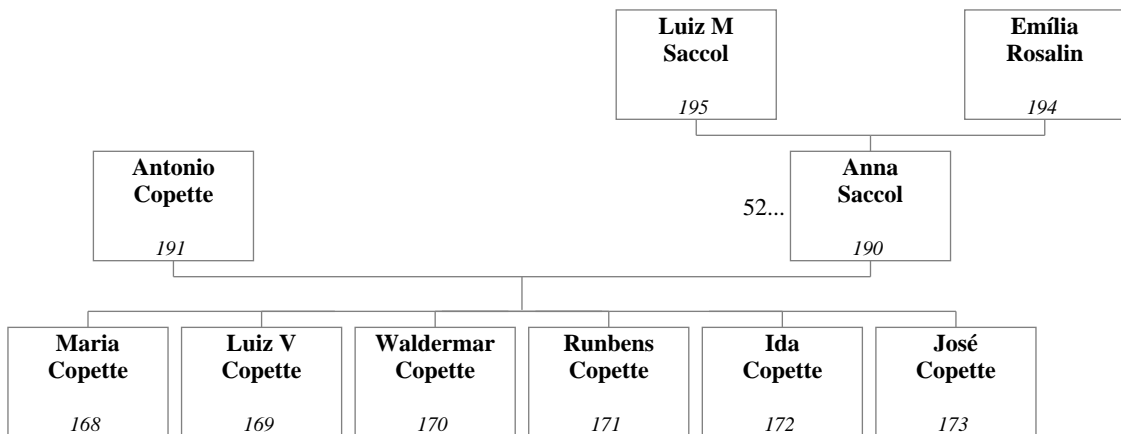 Luiz M
Saccol
195
Emília
Rosalin
194
Antonio
Copette
191
52...
Anna
Saccol
190
Maria
Copette
168
Luiz V
Copette
169
Waldermar
Copette
170
Runbens
Copette
171
Ida
Copette
172
José
Copette
173